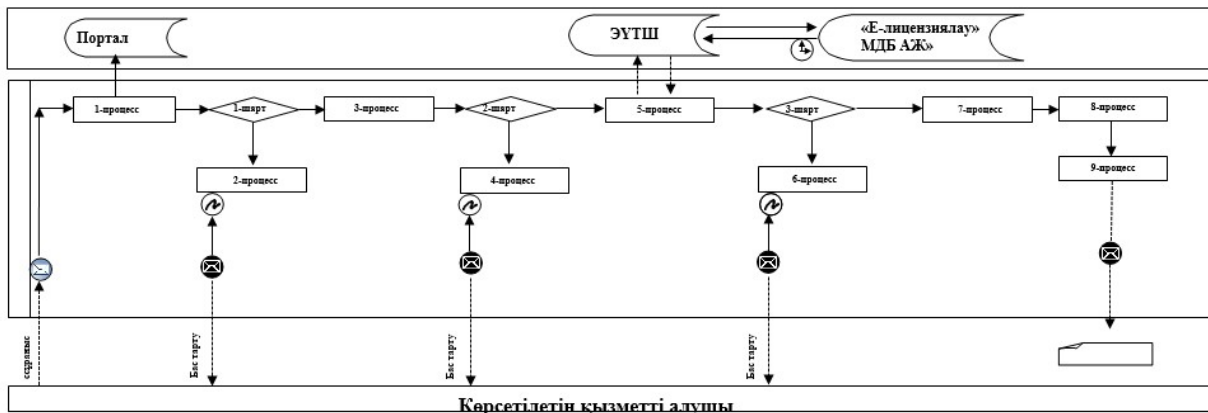 Портал
ЭҮТШ
«Е-лицензиялау»
МДБ АЖ»
1-процесс
1-шарт
3-процесс
2-шарт
5-процесс
3-шарт
7-процесс
8-процесс
2-процесс
4-процесс
6-процесс
9-процесс
Бас тарту
Бас тарту
Бас тарту
Көрсетілетін қызметті алушы